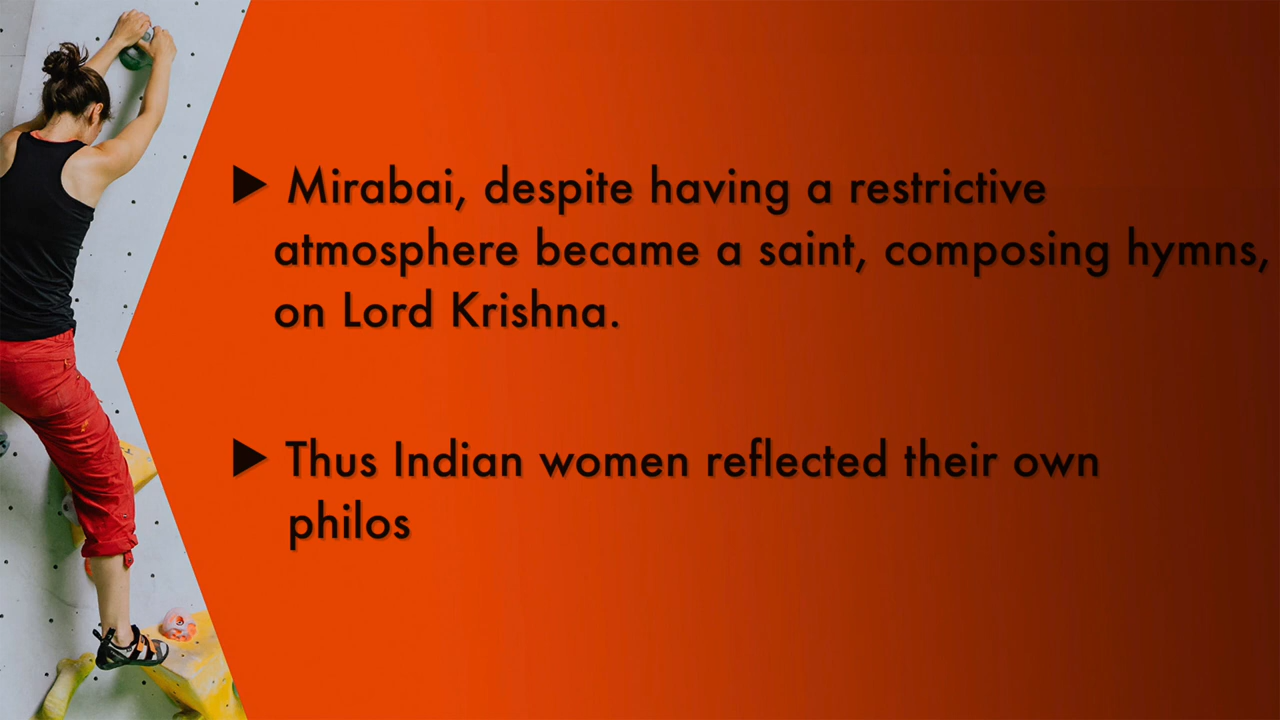 Mirabai, despite having a restrictive
atmosphere became a saint, composing hymns,
on Lord Krishna.
Thus Indian women reflected their own
philos